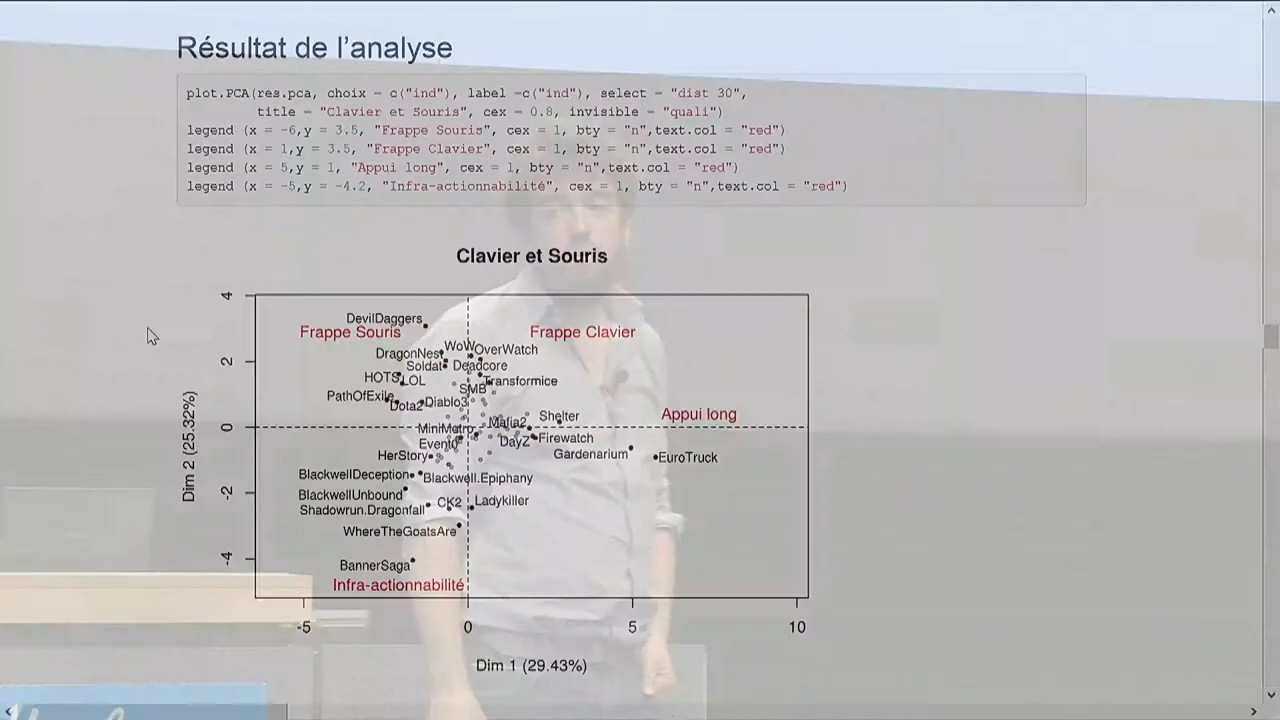 Résultat de l'analyse
plot.PCA(res.pca, choix = c("ind"), label =c("ind"), select = "dist 30",
title = "Clavier et Souris", cex = 0.8, invisible = "quali")
legend (x = -6,y = 3.5, "Frappe Souris", cex = 1, bty = "n",text.col = "red")
legend (x = 1,y = 3.5, "Frappe Clavier", cex = 1, bty = "n",text.col = "red")
legend (x = 5,y = 1, "Appui long", cex = 1, bty = "n",text.col = "red")
legend (x = -5,y = -4.2, "Infra-actionnabilité", cex = 1, bty = "n",text.col = "red")
Clavier et Souris
4
DevilDaggers
Frappe Souris
Frappe Clavier
WoW
OverWatch
DragonNest
2
Soldat
Deadcore
HOTS
LOL
Transformice
SMB
PathOfExile
Dota2
Diablo3
Appui long
Shelter
Mafia2
0
MiniMetro
Firewatch
DayZ
Event0
Gardenarium
HerStory
EuroTruck
BlackwellDeception
Blackwell.Epiphany
-2
BlackwellUnbound
CK2
Ladykiller
Shadowrun.Dragonfall
WhereTheGoatsAre
-4
BannerSaga
Infra-actionnabilité
Dim 2 (25.32%)
-5
0
5
10
Dim 1 (29.43%)